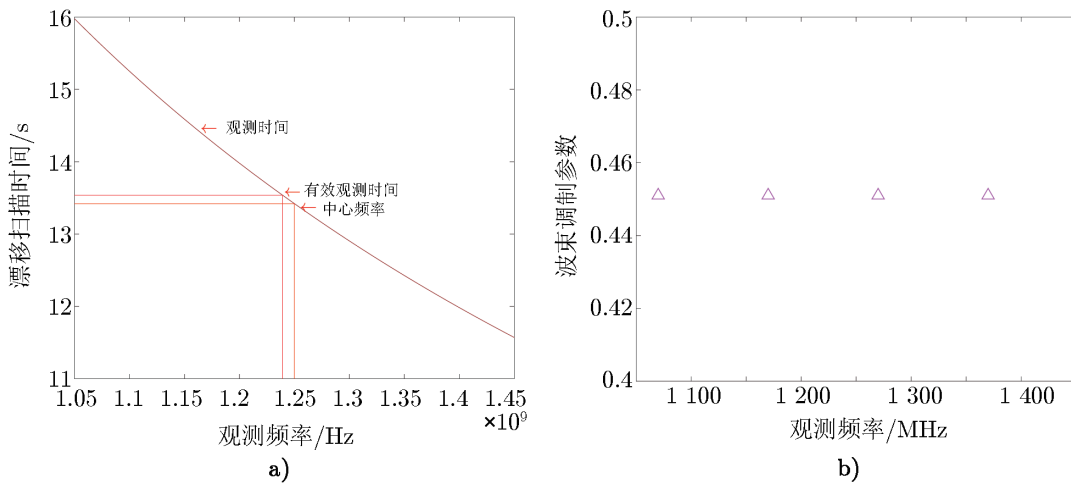 16
15
14
13
12
11
漂移扫描时间/s
观测时间
有效观测时间
中心频率
1.05 1.1 1.15 1.2 1.25 1.3 1.35 1.4 1.45
×10⁹
观测频率/Hz
a)
0.5
0.48
0.46
0.44
0.42
0.4
波束调制参数
1 100 1 200 1 300 1 400
观测频率/MHz
b)